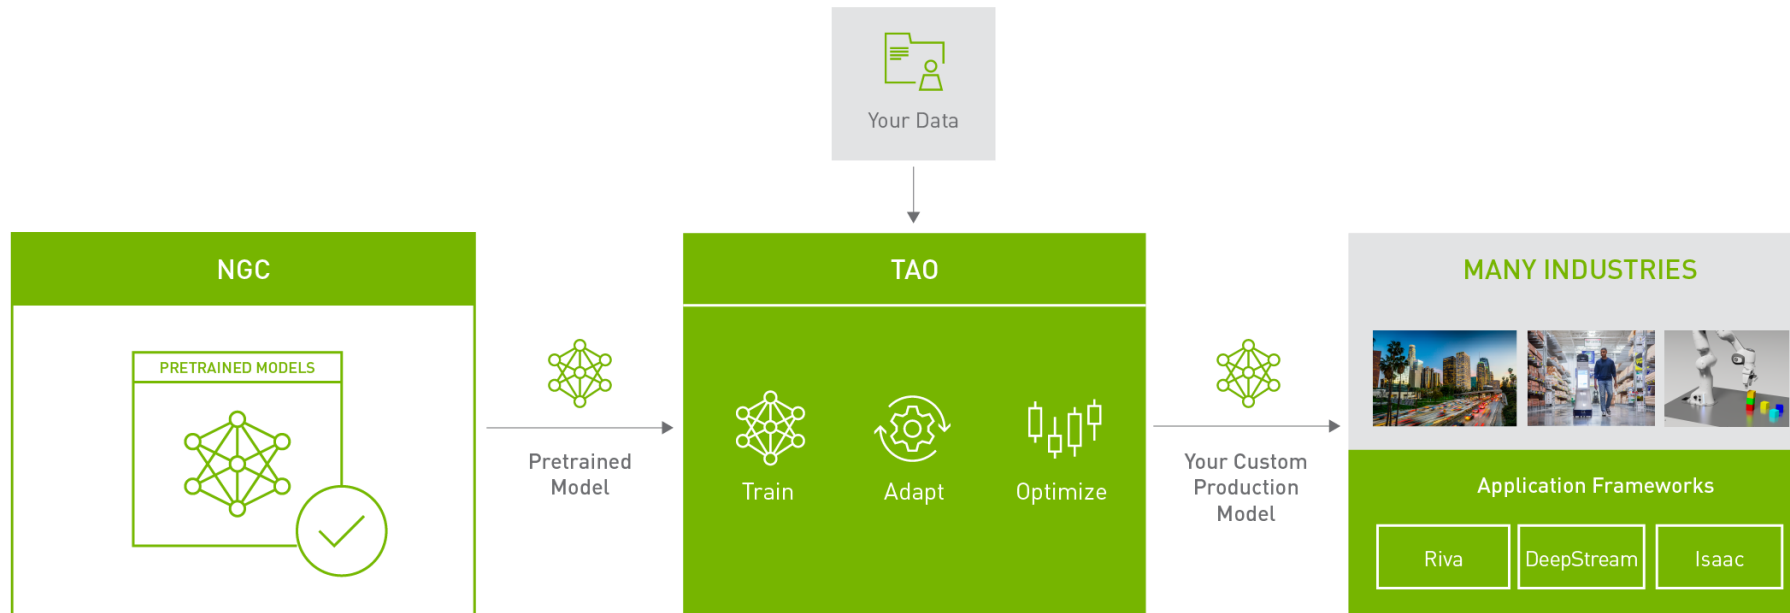 Your Data
NGC
PRETRAINED MODELS
Pretrained
Model
TAO
Train
Adapt
Optimize
Your Custom
Production
Model
MANY INDUSTRIES
Application Frameworks
Riva
DeepStream
Isaac